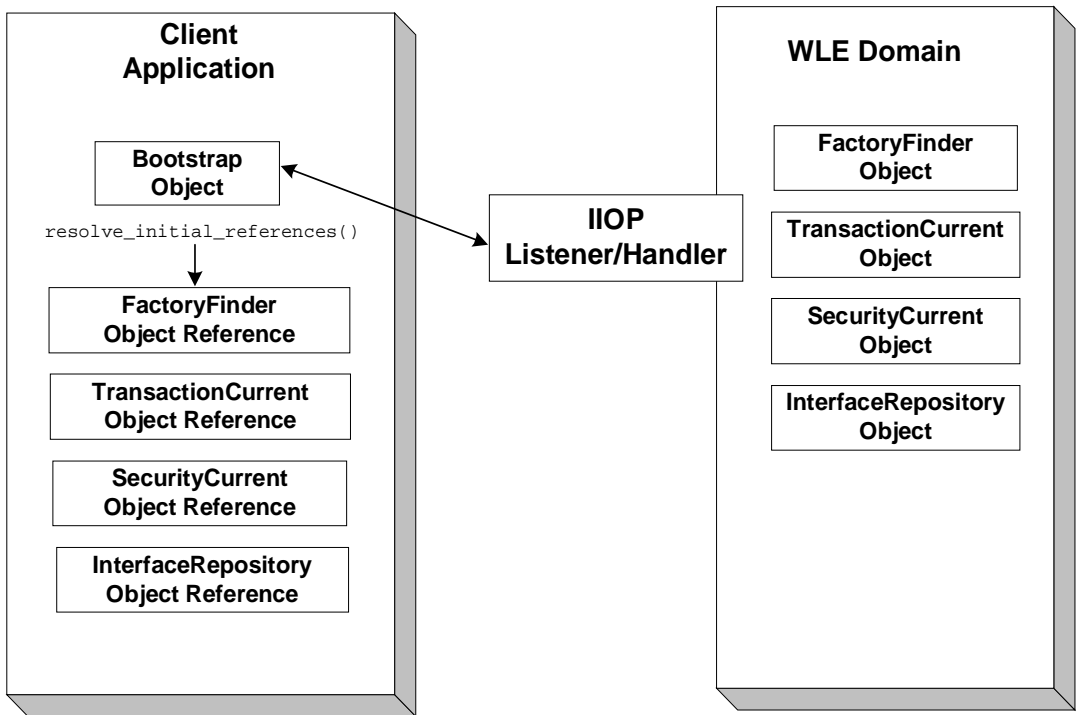 Client
Application
Bootstrap
Object
resolve_initial_references()
FactoryFinder
Object Reference
TransactionCurrent
Object Reference
SecurityCurrent
Object Reference
InterfaceRepository
Object Reference
IIOP
Listener/Handler
WLE Domain
FactoryFinder
Object
TransactionCurrent
Object
SecurityCurrent
Object
InterfaceRepository
Object